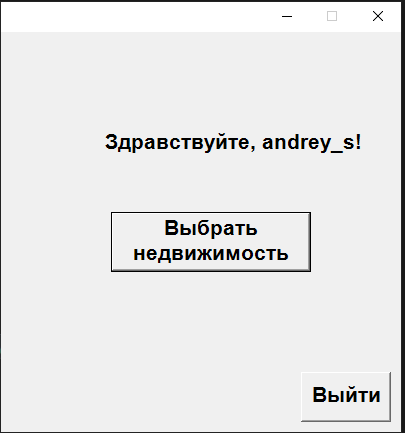 Здравствуйте, andrey_s!
Выбрать
недвижимость
Выйти